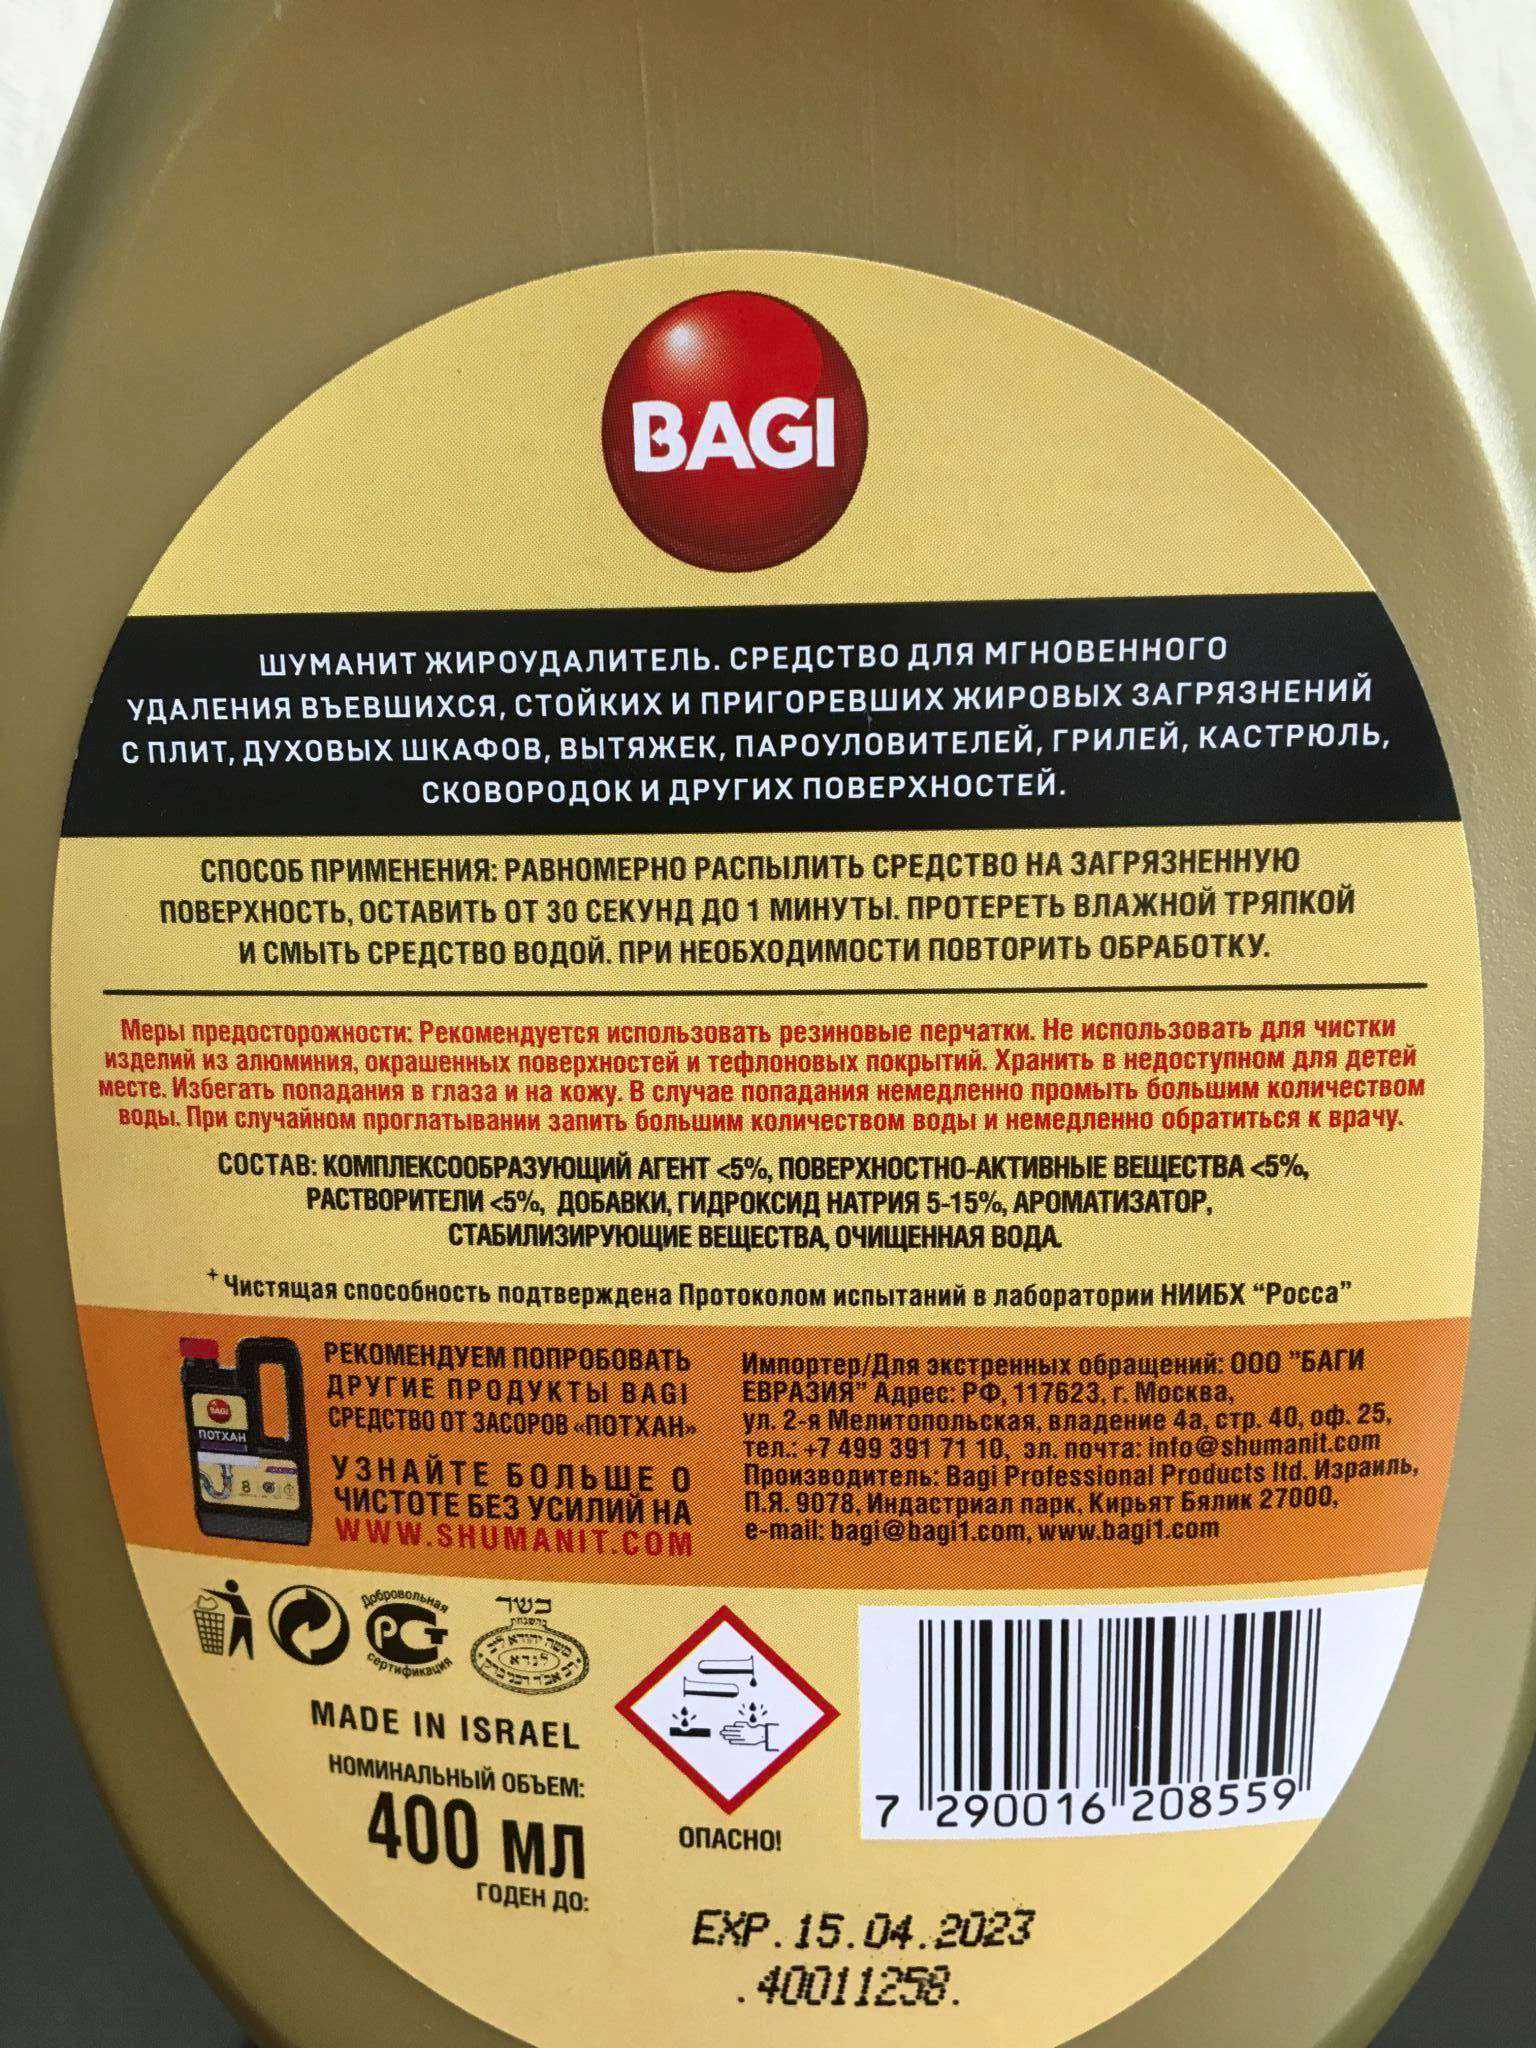 BAGI
ШУМАНИТ ЖИРОУДАЛИТЕЛЬ. СРЕДСТВО ДЛЯ МГНОВЕННОГО
УДАЛЕНИЯ ВЪЕВШИХСЯ, СТОЙКИХ И ПРИГОРЕВШИХ ЖИРОВЫХ ЗАГРЯЗНЕНИЙ
С ПЛИТ, ДУХОВЫХ ШКАФОВ, ВЫТЯЖЕК, ПАРОУЛОВИТЕЛЕЙ, ГРИЛЕЙ, КАСТРЮЛЬ,
СКОВОРОДОК И ДРУГИХ ПОВЕРХНОСТЕЙ.
СПОСОБ ПРИМЕНЕНИЯ: РАВНОМЕРНО РАСПЫЛИТЬ СРЕДСТВО НА ЗАГРЯЗНЕННУЮ
ПОВЕРХНОСТЬ, ОСТАВИТЬ ОТ 30 СЕКУНД ДО 1 МИНУТЫ. ПРОТЕРЕТЬ ВЛАЖНОЙ ТРЯПКОЙ
И СМЫТЬ СРЕДСТВО ВОДОЙ. ПРИ НЕОБХОДИМОСТИ ПОВТОРИТЬ ОБРАБОТКУ.
Меры предосторожности: Рекомендуется использовать резиновые перчатки. Не использовать для чистки
изделий из алюминия, окрашенных поверхностей и тефлоновых покрытий. Хранить в недоступном для детей
месте. Избегать попадания в глаза и на кожу. В случае попадания немедленно промыть большим количеством
воды. При случайном проглатывании запить большим количеством воды и немедленно обратиться к врачу.
СОСТАВ: КОМПЛЕКСООБРАЗУЮЩИЙ АГЕНТ <5%, ПОВЕРХНОСТНО-АКТИВНЫЕ ВЕЩЕСТВА <5%,
РАСТВОРИТЕЛИ <5%, ДОБАВКИ, ГИДРОКСИД НАТРИЯ 5-15%, АРОМАТИЗАТОР,
СТАБИЛИЗИРУЮЩИЕ ВЕЩЕСТВА, ОЧИЩЕННАЯ ВОДА.
+ Чистящая способность подтверждена Протоколом испытаний в лаборатории НИИБХ "Росса"
BAGI
ПОТХАН
8
РЕКОМЕНДУЕМ ПОПРОБОВАТЬ
ДРУГИЕ ПРОДУКТЫ BAGI
СРЕДСТВО ОТ ЗАСОРОВ «ПОТХАН»
УЗНАЙТЕ БОЛЬШЕ О
ЧИСТОТЕ БЕЗ УСИЛИЙ НА
WWW.SHUMANIT.COM
Импортер/Для экстренных обращений: ООО "БАГИ
ЕВРАЗИЯ" Адрес: РФ, 117623, г. Москва,
ул. 2-я Мелитопольская, владение 4а, стр. 40, оф. 25,
тел.: +7 499 391 71 10, эл. почта: info@shumanit.com
Производитель: Bagi Professional Products ltd. Израиль,
П.Я. 9078, Индастриал парк, Кирьят Бялик 27000,
e-mail: bagi@bagi1.com, www.bagi1.com
Добровольная
РСТ
сертификация
כשר
בהשגחת
משה יהודא ליב
לנדא
MADE IN ISRAEL
НОМИНАЛЬНЫЙ ОБЪЕМ:
400 МЛ
ГОДЕН ДО:
ОПАСНО!
7 290016 208559
EXP.15.04.2023
.40011258.